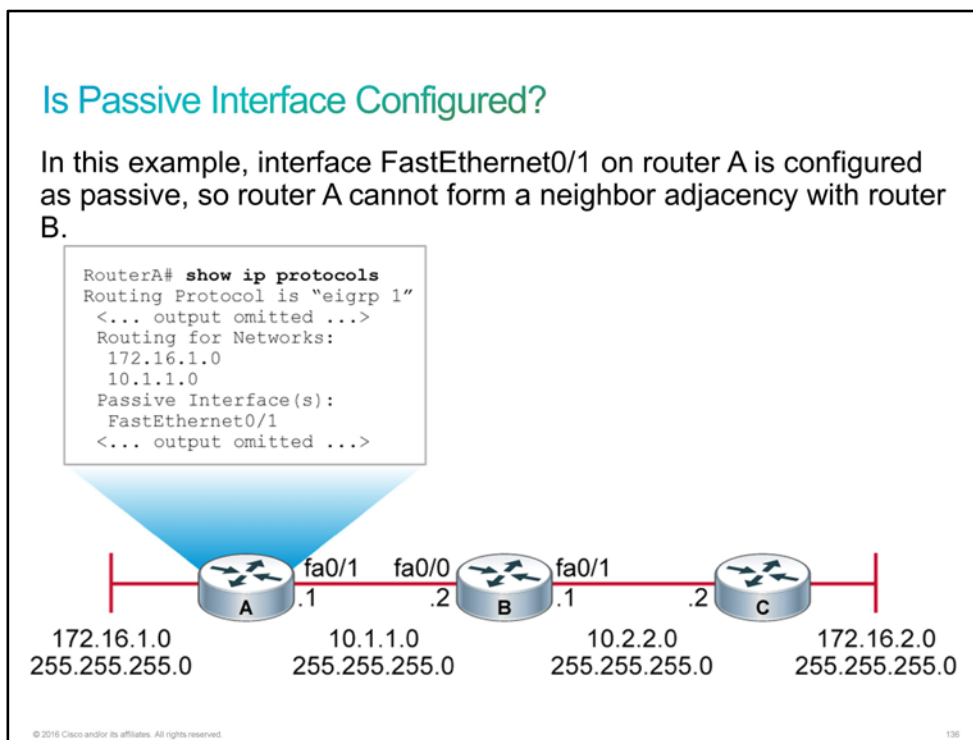 Is Passive Interface Configured?
In this example, interface FastEthernet0/1 on router A is configured
as passive, so router A cannot form a neighbor adjacency with router
B.
RouterA# show ip protocols
Routing Protocol is “eigrp 1”
<... output omitted ...>
Routing for Networks:
172.16.1.0
10.1.1.0
Passive Interface(s):
FastEthernet0/1
<... output omitted ...>
fa0/1 fa0/0 fa0/1
A .1 .2 B .1 .2 C
172.16.1.0 10.1.1.0 10.2.2.0 172.16.2.0
255.255.255.0 255.255.255.0 255.255.255.0 255.255.255.0
© 2016 Cisco and/or its affiliates. All rights reserved. 136